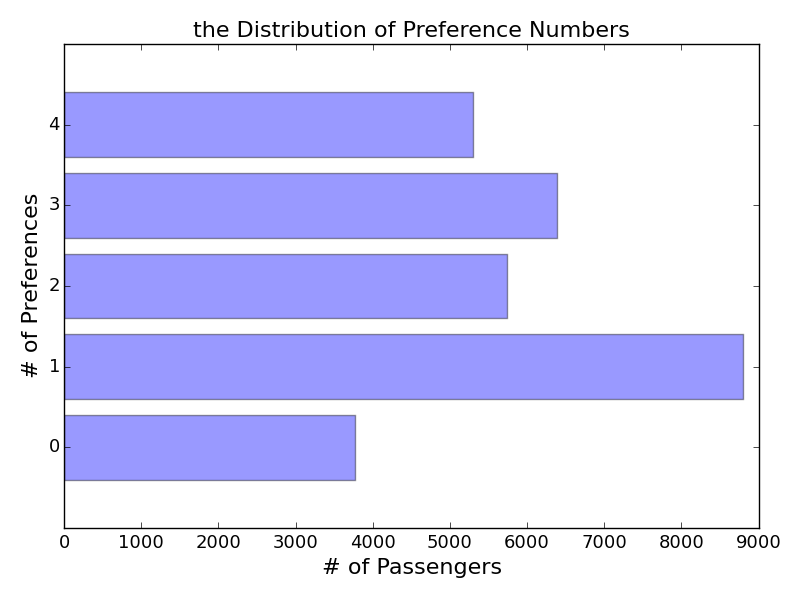 the Distribution of Preference Numbers
# of Preferences
4
3
2
1
0
0 1000 2000 3000 4000 5000 6000 7000 8000 9000
# of Passengers